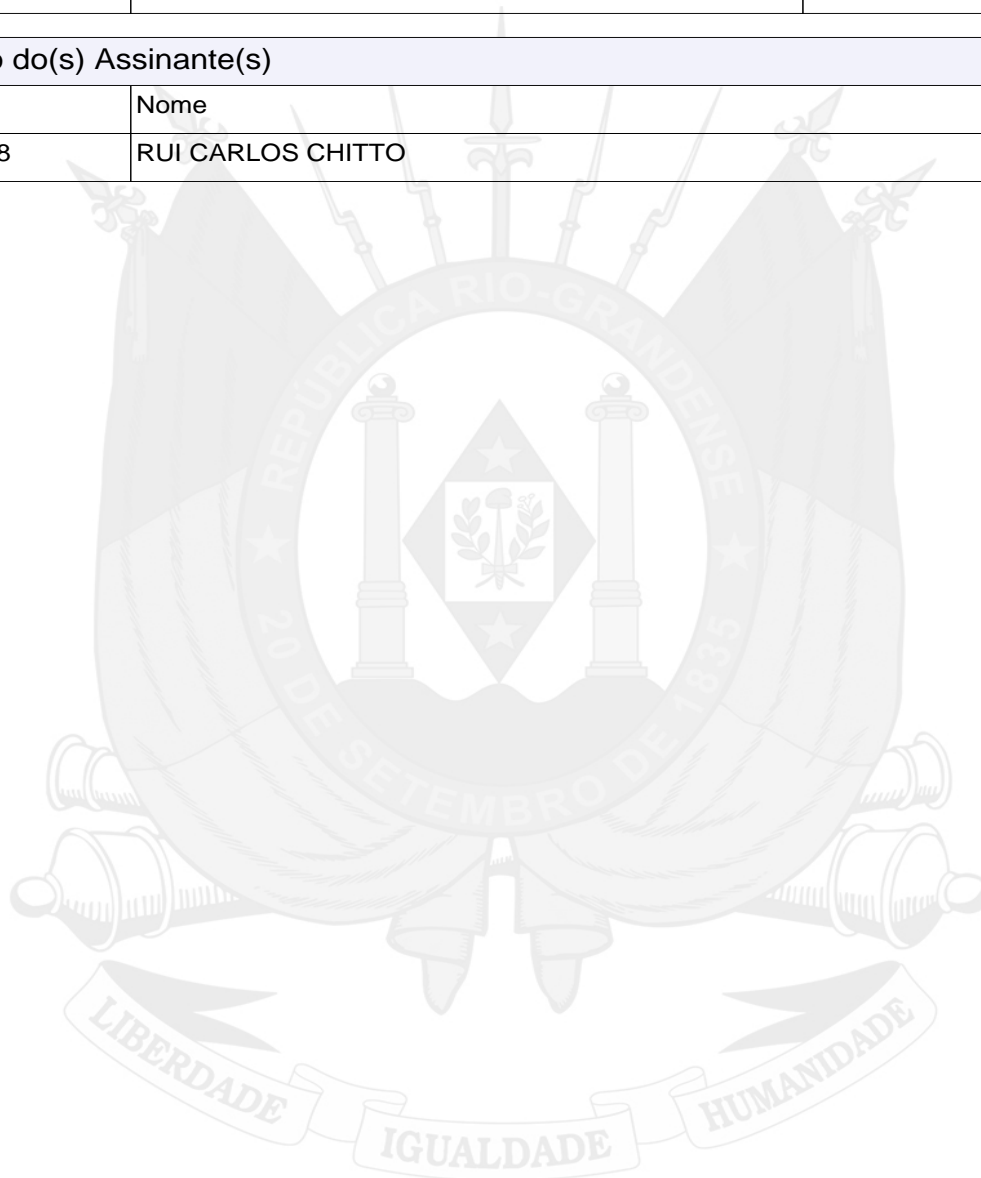 o do(s) Assinante(s)
Nome
8 RUI CARLOS CHITTO
REPÚBLICA RIO-GRANDENSE
20 DE SETEMBRO DE 1835
LIBERDADE
IGUALDADE
HUMANIDADE